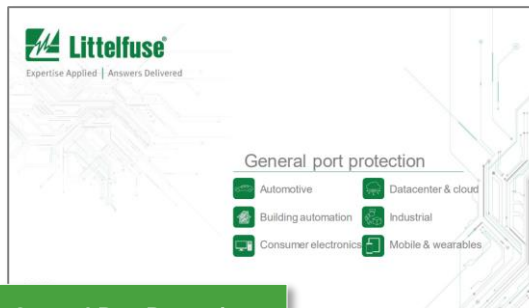 Littelfuse®
Expertise Applied | Answers Delivered
General port protection
Automotive
Datacenter & cloud
Building automation
Industrial
Consumer electronics
Mobile & wearables